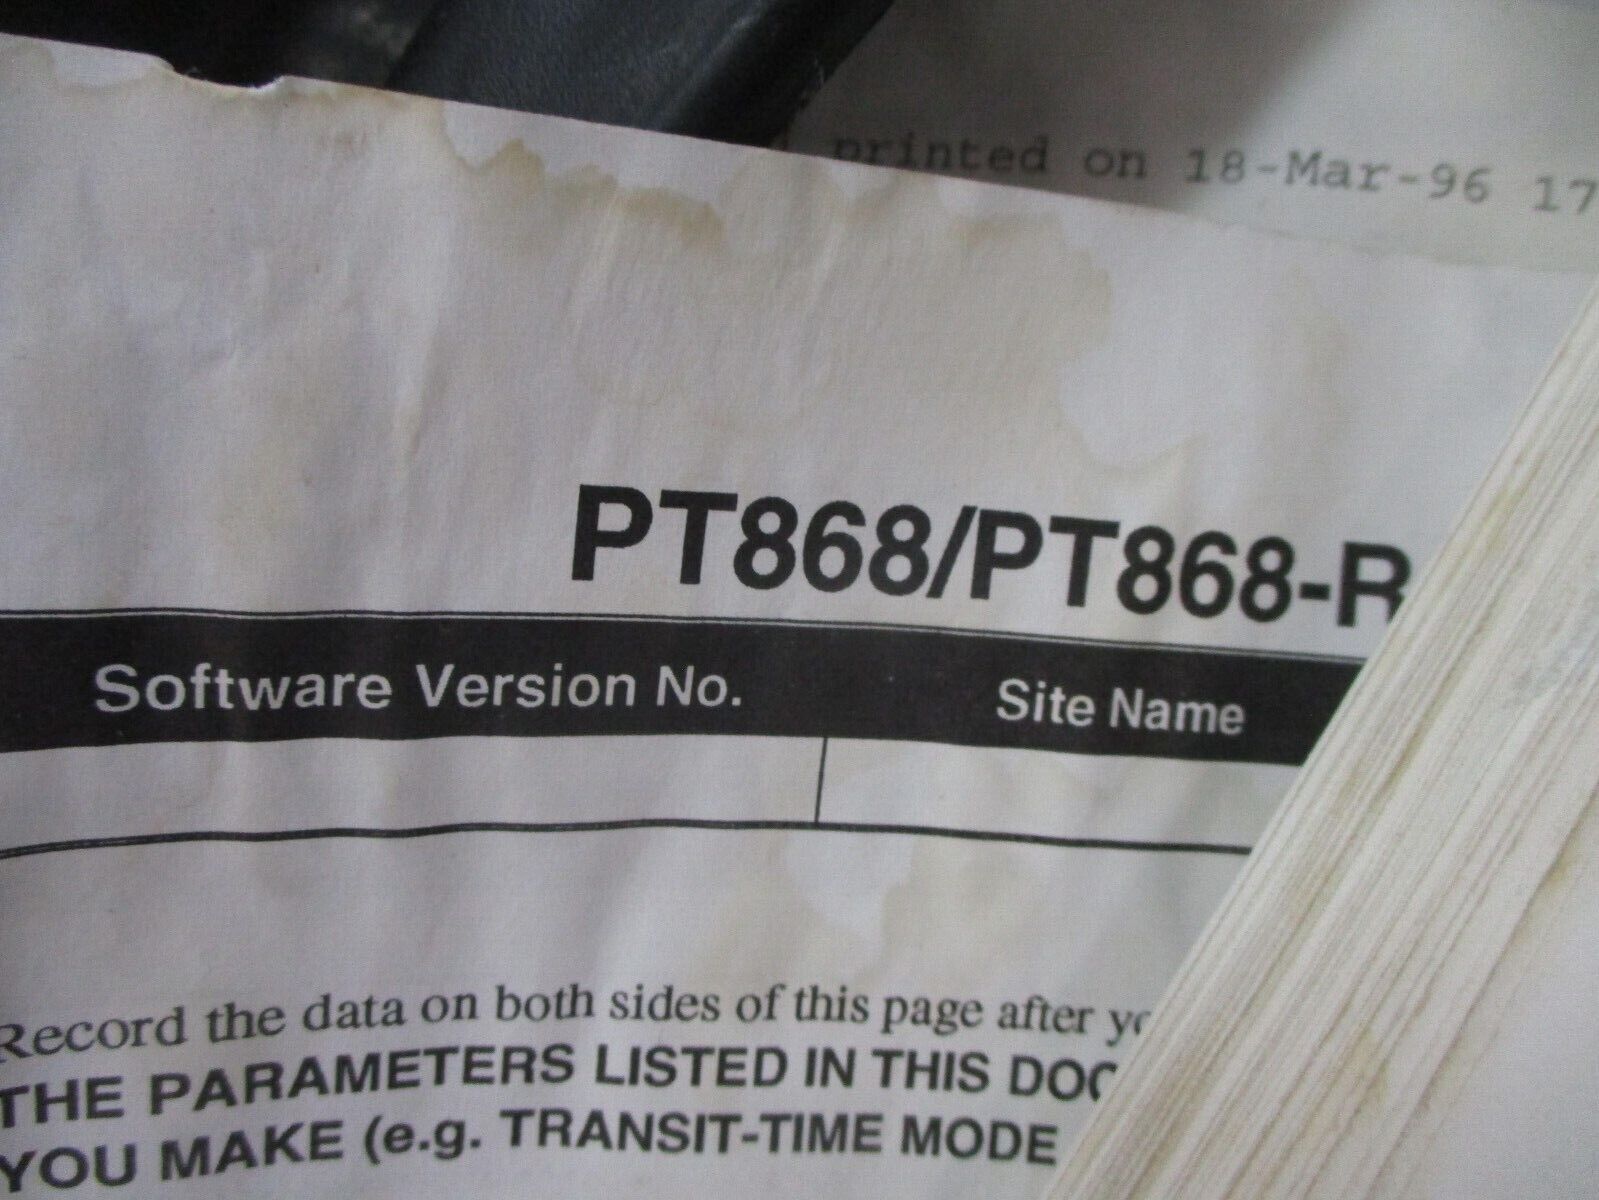 printed on 18-Mar-96 17
PT868/PT868-R
Software Version No. Site Name
Record the data on both sides of this page after yo
THE PARAMETERS LISTED IN THIS DOC
YOU MAKE (e.g. TRANSIT-TIME MODE